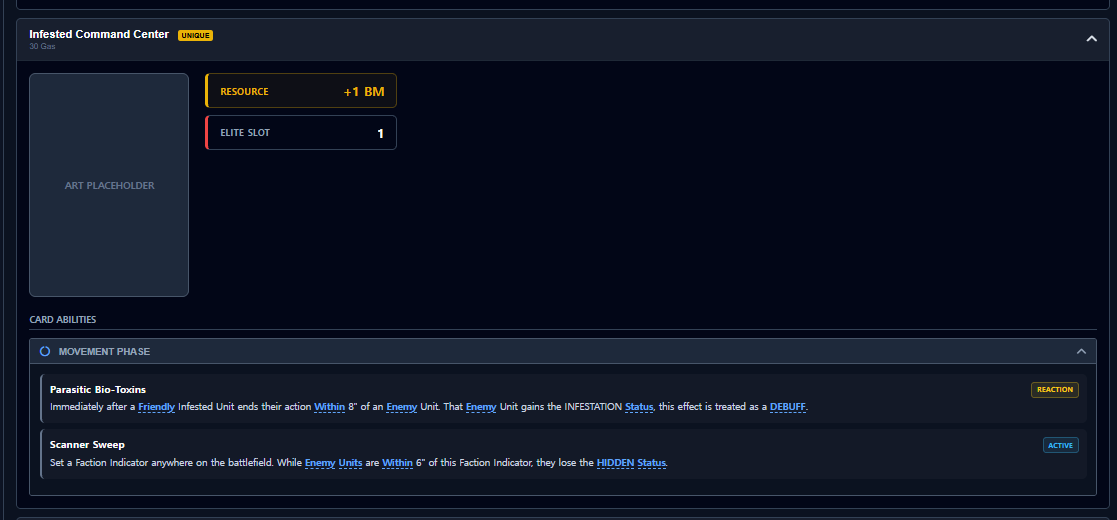 Infested Command Center UNIQUE
30 Gas
ART PLACEHOLDER
RESOURCE +1 BM
ELITE SLOT 1
CARD ABILITIES
MOVEMENT PHASE
Parasitic Bio-Toxins REACTION
Immediately after a Friendly Infested Unit ends their action Within 8" of an Enemy Unit. That Enemy Unit gains the INFESTATION Status, this effect is treated as a DEBUFF.
Scanner Sweep ACTIVE
Set a Faction Indicator anywhere on the battlefield. While Enemy Units are Within 6" of this Faction Indicator, they lose the HIDDEN Status.